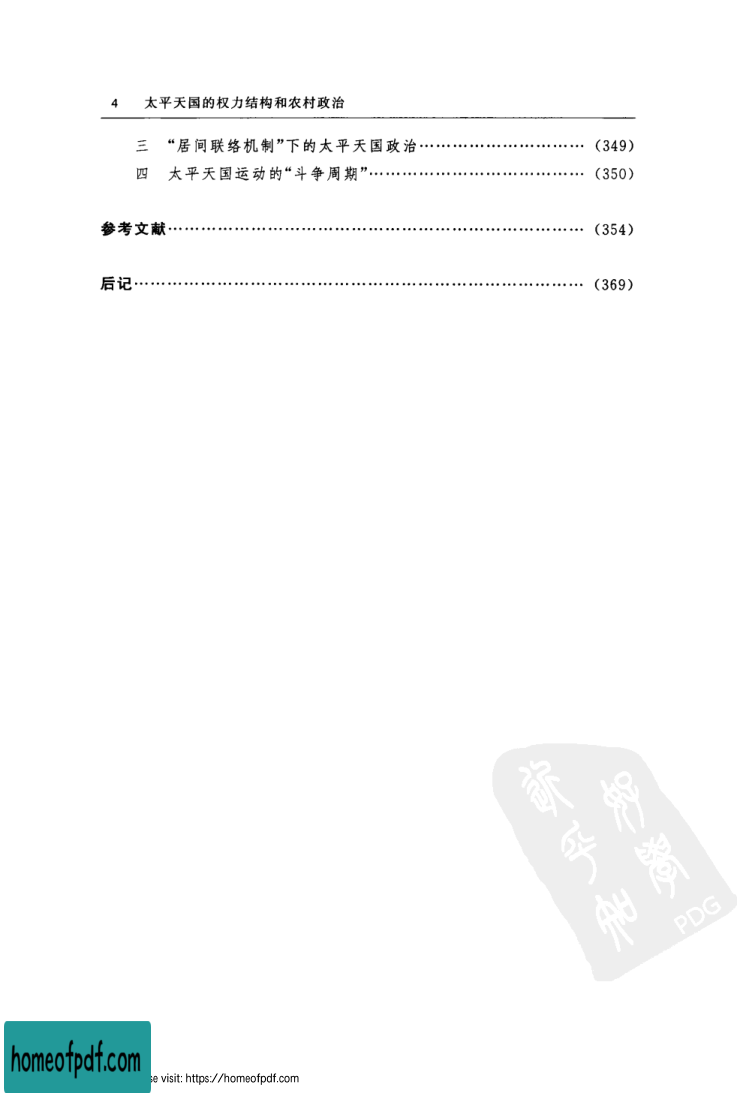 4 太平天国的权力结构和农村政治
三 “居间联络机制”下的太平天国政治………………………… (349)
四 太平天国运动的“斗争周期”……………………………… (350)
参考文献…………………………………………………………… (354)
后记………………………………………………………………… (369)
PDG
homeofpdf.com
se visit: https://homeofpdf.com